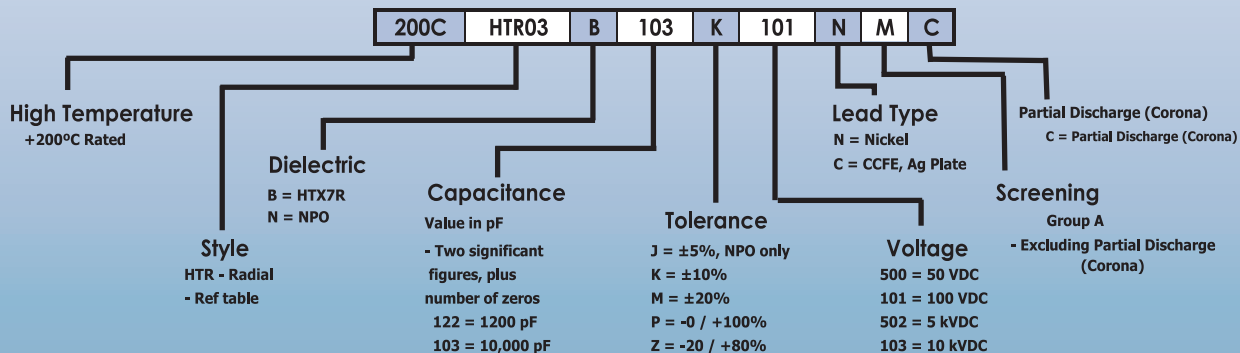 200C HTR03 B 103 K 101 N M C
High Temperature
+200ºC Rated
Style
HTR - Radial
- Ref table
Dielectric
B = HTX7R
N = NPO
Capacitance
Value in pF
- Two significant
figures, plus
number of zeros
122 = 1200 pF
103 = 10,000 pF
Tolerance
J = ±5%, NPO only
K = ±10%
M = ±20%
P = -0 / +100%
Z = -20 / +80%
Voltage
500 = 50 VDC
101 = 100 VDC
502 = 5 kVDC
103 = 10 kVDC
Lead Type
N = Nickel
C = CCFE, Ag Plate
Screening
Group A
- Excluding Partial Discharge
(Corona)
Partial Discharge (Corona)
C = Partial Discharge (Corona)